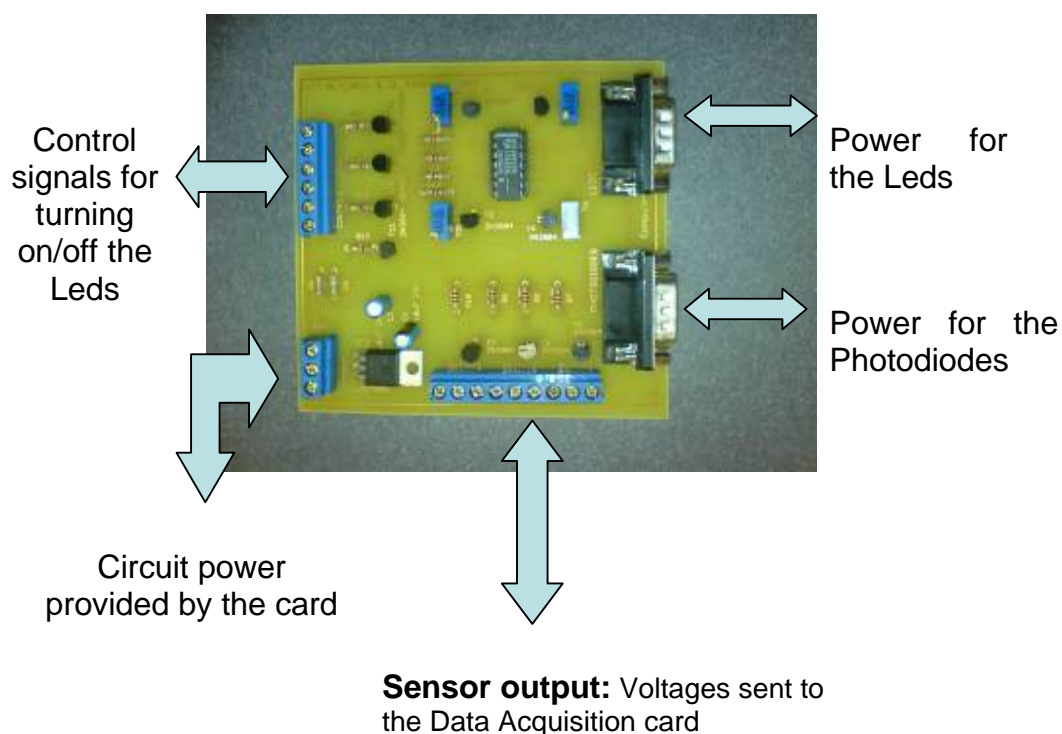 Control
signals for
turning
on/off the
Leds
Power for
the Leds
Power for the
Photodiodes
Circuit power
provided by the card
Sensor output: Voltages sent to
the Data Acquisition card